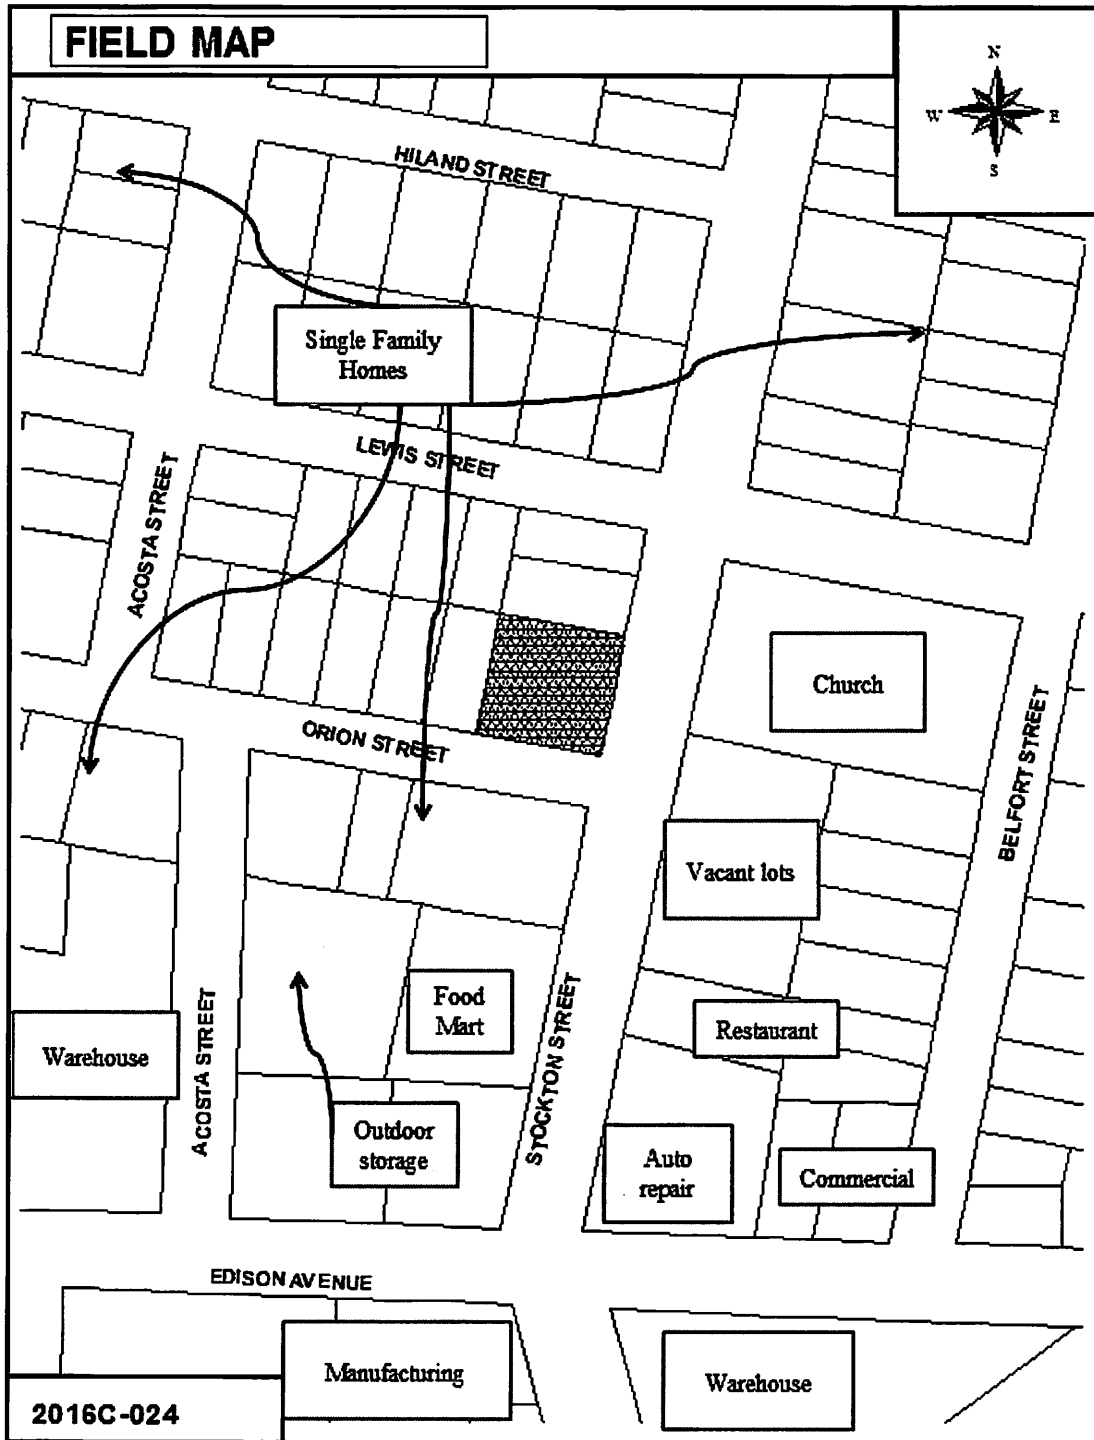 FIELD MAP
N
W
E
S
HILAND STREET
Single Family
Homes
LEWIS STREET
ACOSTA STREET
ORION STREET
Church
BELFORT STREET
Vacant lots
Food
Mart
STOCKTON STREET
Restaurant
Warehouse
ACOSTA STREET
Outdoor
storage
Auto
repair
Commercial
EDISON AVENUE
Manufacturing
Warehouse
2016C-024